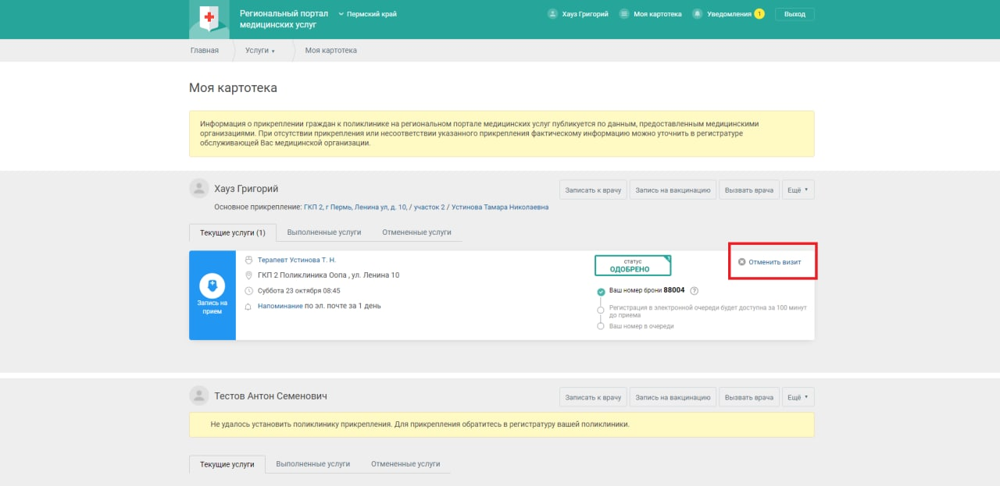 Региональный портал
медицинских услуг
Пермский край
Хауз Григорий
Моя картотека
Уведомления 1
Выход
Главная
Услуги
Моя картотека
Моя картотека
Информация о прикреплении граждан к поликлинике на региональном портале медицинских услуг публикуется по данным, предоставленным медицинскими
организациями. При отсутствии прикрепления или несоответствии указанного прикрепления фактическому информацию можно уточнить в регистратуре
обслуживающей Вас медицинской организации.
Хауз Григорий
Записать к врачу
Запись на вакцинацию
Вызвать врача
Ещё
Основное прикрепление: ГКП 2, г Пермь, Ленина ул, д. 10, / участок 2 / Устинова Тамара Николаевна
Текущие услуги (1)
Выполненные услуги
Отмененные услуги
Запись на
прием
Терапевт Устинова Т. Н.
ГКП 2 Поликлиника Оопа , ул. Ленина 10
Суббота 23 октября 08:45
Напоминание по эл. почте за 1 день
статус
ОДОБРЕНО
Ваш номер брони 88004 ?
Регистрация в электронной очереди будет доступна за 100 минут
до приема
Ваш номер в очереди
Отменить визит
Тестов Антон Семенович
Записать к врачу
Запись на вакцинацию
Вызвать врача
Ещё
Не удалось установить поликлинику прикрепления. Для прикрепления обратитесь в регистратуру вашей поликлиники.
Текущие услуги
Выполненные услуги
Отмененные услуги